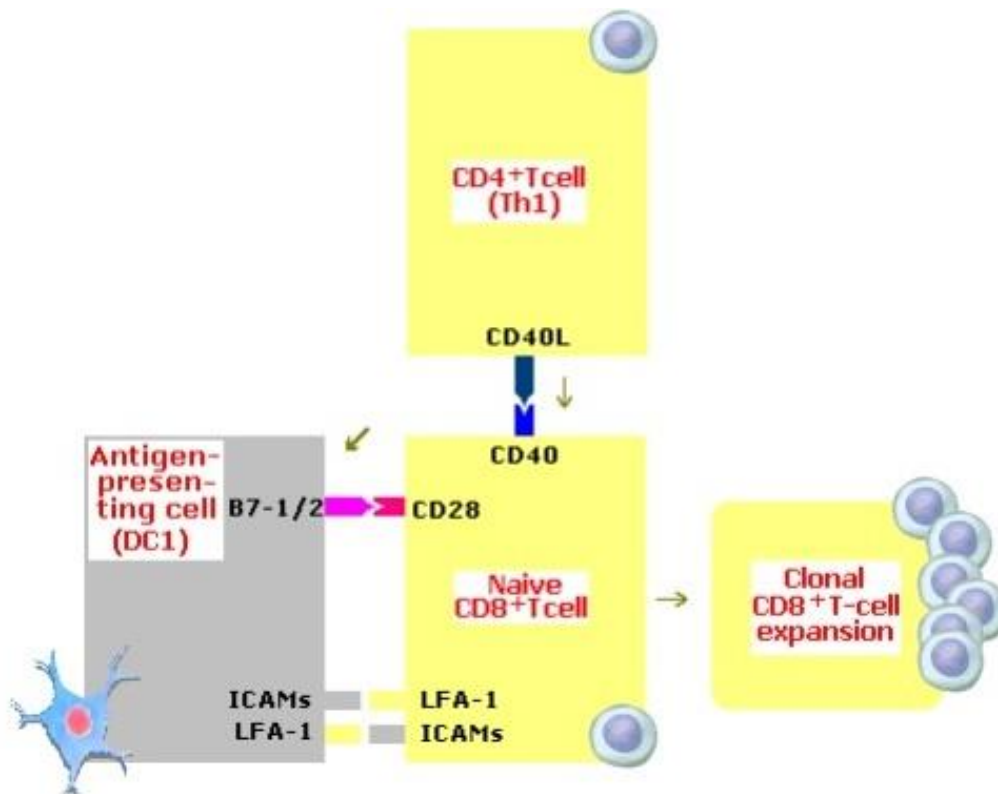 CD4+Tcell
(Th1)
CD40L
CD40
Antigen-
presen-
ting cell
(DC1)
B7-1/2
CD28
Naive
CD8+Tcell
Clonal
CD8+T-cell
expansion
ICAMs
LFA-1
LFA-1
ICAMs